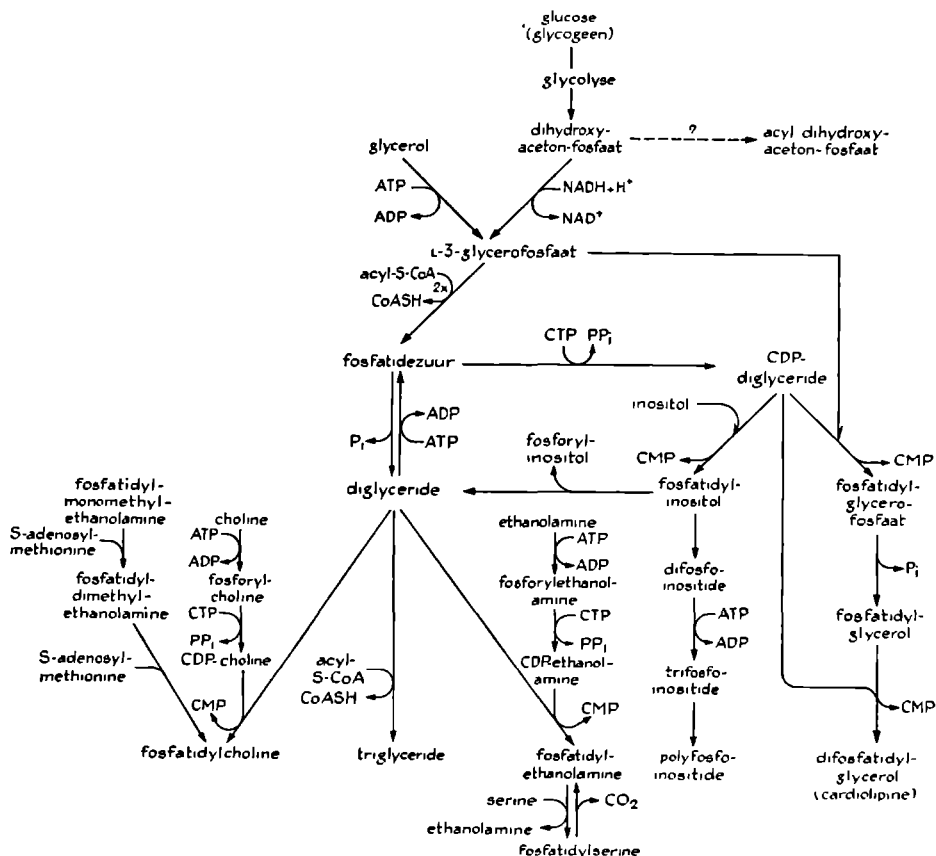 glucose
(glycogeen)
glycolyse
dihydroxy-
aceton-fosfaat
?
acyl dihydroxy-
aceton-fosfaat
glycerol
ATP
ADP
NADH+H⁺
NAD⁺
L-3-glycerofosfaat
acyl-S-CoA
2x
CoASH
fosfatidezuur
CTP PPi
CDP-
diglyceride
inositol
CMP
CMP
Pi
ADP
ATP
fosforyl-
inositol
diglyceride
fosfatidyl-
inositol
fosfatidyl-
glycero-
fosfaat
fosfatidyl-
monomethyl-
ethanolamine
S-adenosyl-
methionine
fosfatidyl-
dimethyl-
ethanolamine
S-adenosyl-
methionine
choline
ATP
ADP
fosforyl-
choline
CTP
PPi
CDP-choline
CMP
fosfatidylcholine
acyl-
S-CoA
CoASH
triglyceride
ethanolamine
ATP
ADP
fosforylethanol-
amine
CTP
PPi
CDPethanol-
amine
CMP
fosfatidyl-
ethanolamine
serine
CO₂
ethanolamine
fosfatidylserine
difosfo-
inositide
ATP
ADP
trifosfo-
inositide
polyfosfo-
inositide
Pi
fosfatidyl-
glycerol
CMP
difosfatidyl-
glycerol
(cardiolipine)